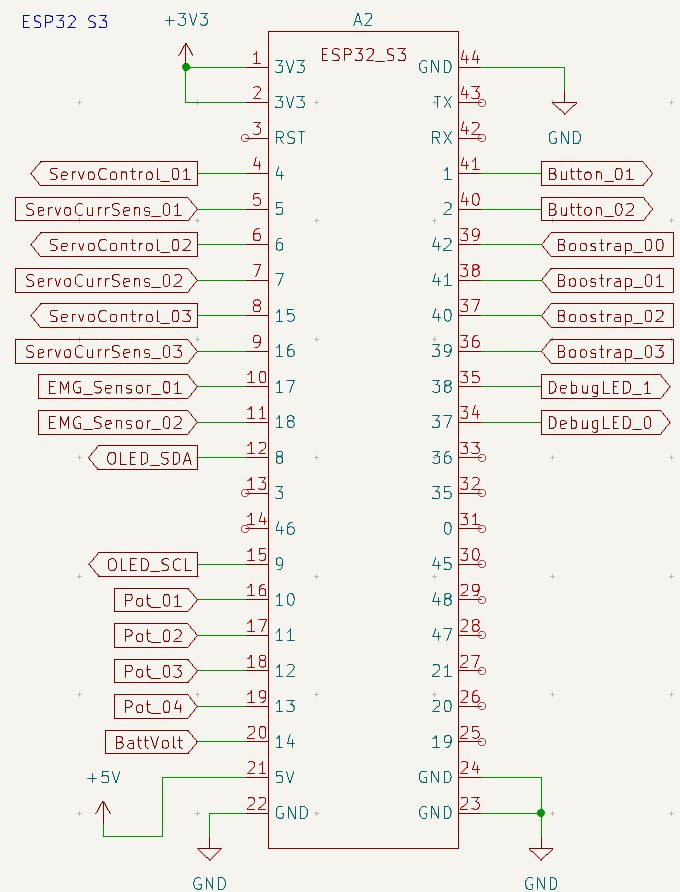 ESP32 S3
+3V3
A2
ESP32_S3
1 3V3 GND 44
2 3V3 TX 43
3 RST RX 42
ServoControl_01 4 4 1 41 Button_01
ServoCurrSens_01 5 5 2 40 Button_02
ServoControl_02 6 6 42 39 Boostrap_00
ServoCurrSens_02 7 7 41 38 Boostrap_01
ServoControl_03 8 15 40 37 Boostrap_02
ServoCurrSens_03 9 16 39 36 Boostrap_03
EMG_Sensor_01 10 17 38 35 DebugLED_1
EMG_Sensor_02 11 18 37 34 DebugLED_0
OLED_SDA 12 8 36 33
13 3 35 32
14 46 0 31
OLED_SCL 15 9 45 30
Pot_01 16 10 48 29
Pot_02 17 11 47 28
Pot_03 18 12 21 27
Pot_04 19 13 20 26
BattVolt 20 14 19 25
+5V 21 5V GND 24
22 GND GND 23
GND
GND
GND